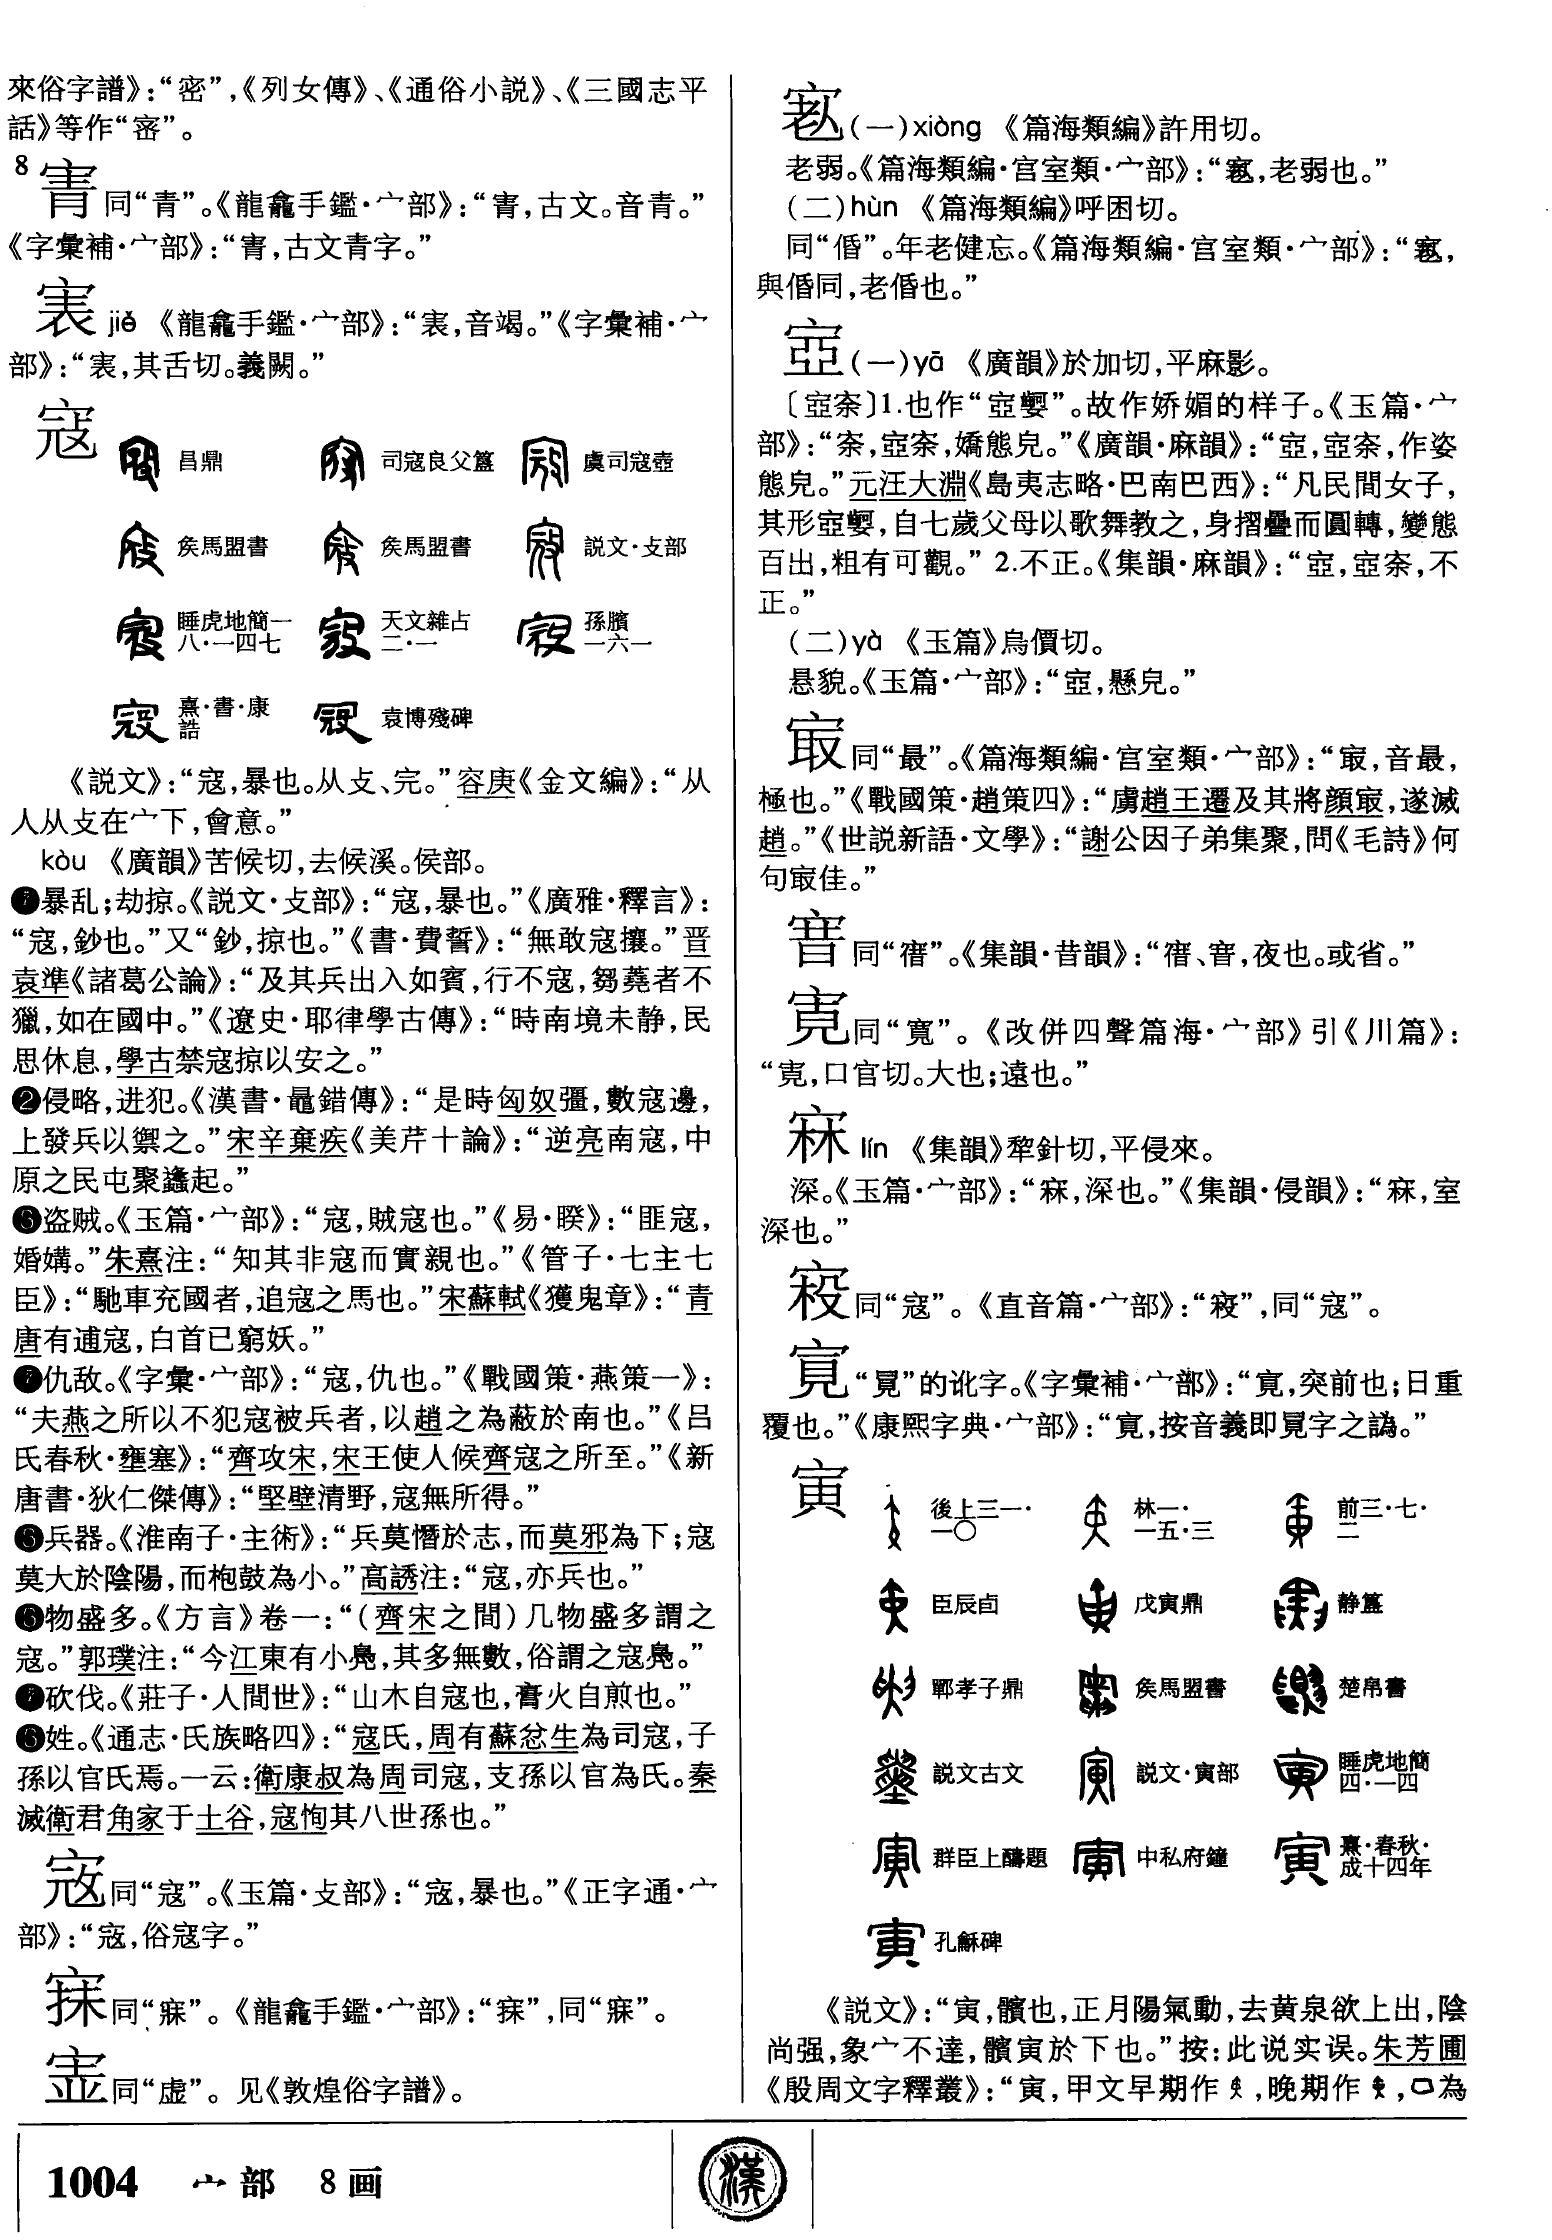 來俗字譜》：“密”，《列女傳》、《通俗小説》、《三國志平
話》等作“宻”。
8
同“青”。《龍龕手鑑·宀部》：“𡨋，古文。音青。”
《字彙補·宀部》：“，古文青字。”
jiě 《龍龕手鑑·宀部》：“，音竭。”《字彙補·宀
部》：“，其舌切。義闕。”
寇
昌鼎 司寇良父簋 虞司寇壺
矦馬盟書 矦馬盟書 説文·攴部
睡虎地簡一八·一四七 天文雜占二·一 孫臏一六一
熹·書·康誥 袁博殘碑
《説文》：“寇，暴也。从攴、完。”容庚《金文編》：“从
人从攴在宀下，會意。”
kòu 《廣韻》苦候切，去候溪。侯部。
❶暴乱；劫掠。《説文·攴部》：“寇，暴也。”《廣雅·釋言》：
“寇，鈔也。”又“鈔，掠也。”《書·費誓》：“無敢寇攘。”晋
袁準《諸葛公論》：“及其兵出入如賓，行不寇，芻蕘者不
獵，如在國中。”《遼史·耶律學古傳》：“時南境未静，民
思休息，學古禁寇掠以安之。”
❷侵略，进犯。《漢書·鼂錯傳》：“是時匈奴彊，數寇邊，
上發兵以禦之。”宋辛棄疾《美芹十論》：“逆亮南寇，中
原之民屯聚蠭起。”
❸盗贼。《玉篇·宀部》：“寇，賊寇也。”《易·睽》：“匪寇，
婚媾。”朱熹注：“知其非寇而實親也。”《管子·七主七
臣》：“馳車充國者，追寇之馬也。”宋蘇軾《獲鬼章》：“青
唐有逋寇，白首已窮妖。”
❹仇敌。《字彙·宀部》：“寇，仇也。”《戰國策·燕策一》：
“夫燕之所以不犯寇被兵者，以趙之為蔽於南也。”《吕
氏春秋·壅塞》：“齊攻宋，宋王使人候齊寇之所至。”《新
唐書·狄仁傑傳》：“堅壁清野，寇無所得。”
❺兵器。《淮南子·主術》：“兵莫憯於志，而莫邪為下；寇
莫大於陰陽，而枹鼓為小。”高誘注：“寇，亦兵也。”
❻物盛多。《方言》卷一：“（齊宋之間）凡物盛多謂之
寇。”郭璞注：“今江東有小鳧，其多無數，俗謂之寇鳧。”
❼砍伐。《莊子·人間世》：“山木自寇也，膏火自煎也。”
❽姓。《通志·氏族略四》：“寇氏，周有蘇忿生為司寇，子
孫以官氏焉。一云：衛康叔為周司寇，支孫以官為氏。秦
滅衛君角家于土谷，寇恂其八世孫也。”
㓂同“寇”。《玉篇·攴部》：“，暴也。”《正字通·宀
部》：“，俗寇字。”
同“寐”。《龍龕手鑑·宀部》：“”，同“寐”。
同“虚”。见《敦煌俗字譜》。
（一）xiòng 《篇海類編》許用切。
老弱。《篇海類編·宫室類·宀部》：“，老弱也。”
（二）hùn 《篇海類編》呼困切。
同“惛”。年老健忘。《篇海類編·宫室類·宀部》：“，
與惛同，老惛也。”
（一）yā 《廣韻》於加切，平麻影。
〔〕1.也作“”。故作娇媚的样子。《玉篇·宀
部》：“，嬌態皃。”《廣韻·麻韻》：“，作姿
態皃。”元汪大淵《島夷志略·巴南巴西》：“凡民間女子，
其形，自七歲父母以歌舞教之，身摺疊而圓轉，變態
百出，粗有可觀。”2.不正。《集韻·麻韻》：“，不
正。”
（二）yà 《玉篇》烏價切。
悬貌。《玉篇·宀部》：“，懸皃。”
㝡同“最”。《篇海類編·宫室類·宀部》：“㝡，音最，
極也。”《戰國策·趙策四》：“虜趙王遷及其將顔㝡，遂滅
趙。”《世説新語·文學》：“謝公因子弟集聚，問《毛詩》何
句㝡佳。”
同“”。《集韻·昔韻》：“，夜也。或省。”
同“寬”。《改併四聲篇海·宀部》引《川篇》：
“，口官切。大也；遠也。”
lín 《集韻》犂針切，平侵來。
深。《玉篇·宀部》：“，深也。”《集韻·侵韻》：“，室
深也。”
同“寇”。《直音篇·宀部》：“”，同“寇”。
“冥”的讹字。《字彙補·宀部》：“，突前也；日重
覆也。”《康熙字典·宀部》：“，按音義即字之譌。”
寅
後上三一·一〇 林一·一五·三 前三·七·二
臣辰卣 戊寅鼎 静簋
鄲孝子鼎 矦馬盟書 楚帛書
説文古文 説文·寅部 睡虎地簡四·一四
群臣上醻題 中私府鐘 熹·春秋·成十四年
孔龢碑
《説文》：“寅，髕也，正月陽氣動，去黄泉欲上出，陰
尚强，象宀不達，髕寅於下也。”按：此说实误。朱芳圃
《殷周文字釋叢》：“寅，甲文早期作，晚期作，口為
1004 宀部 8画
漢